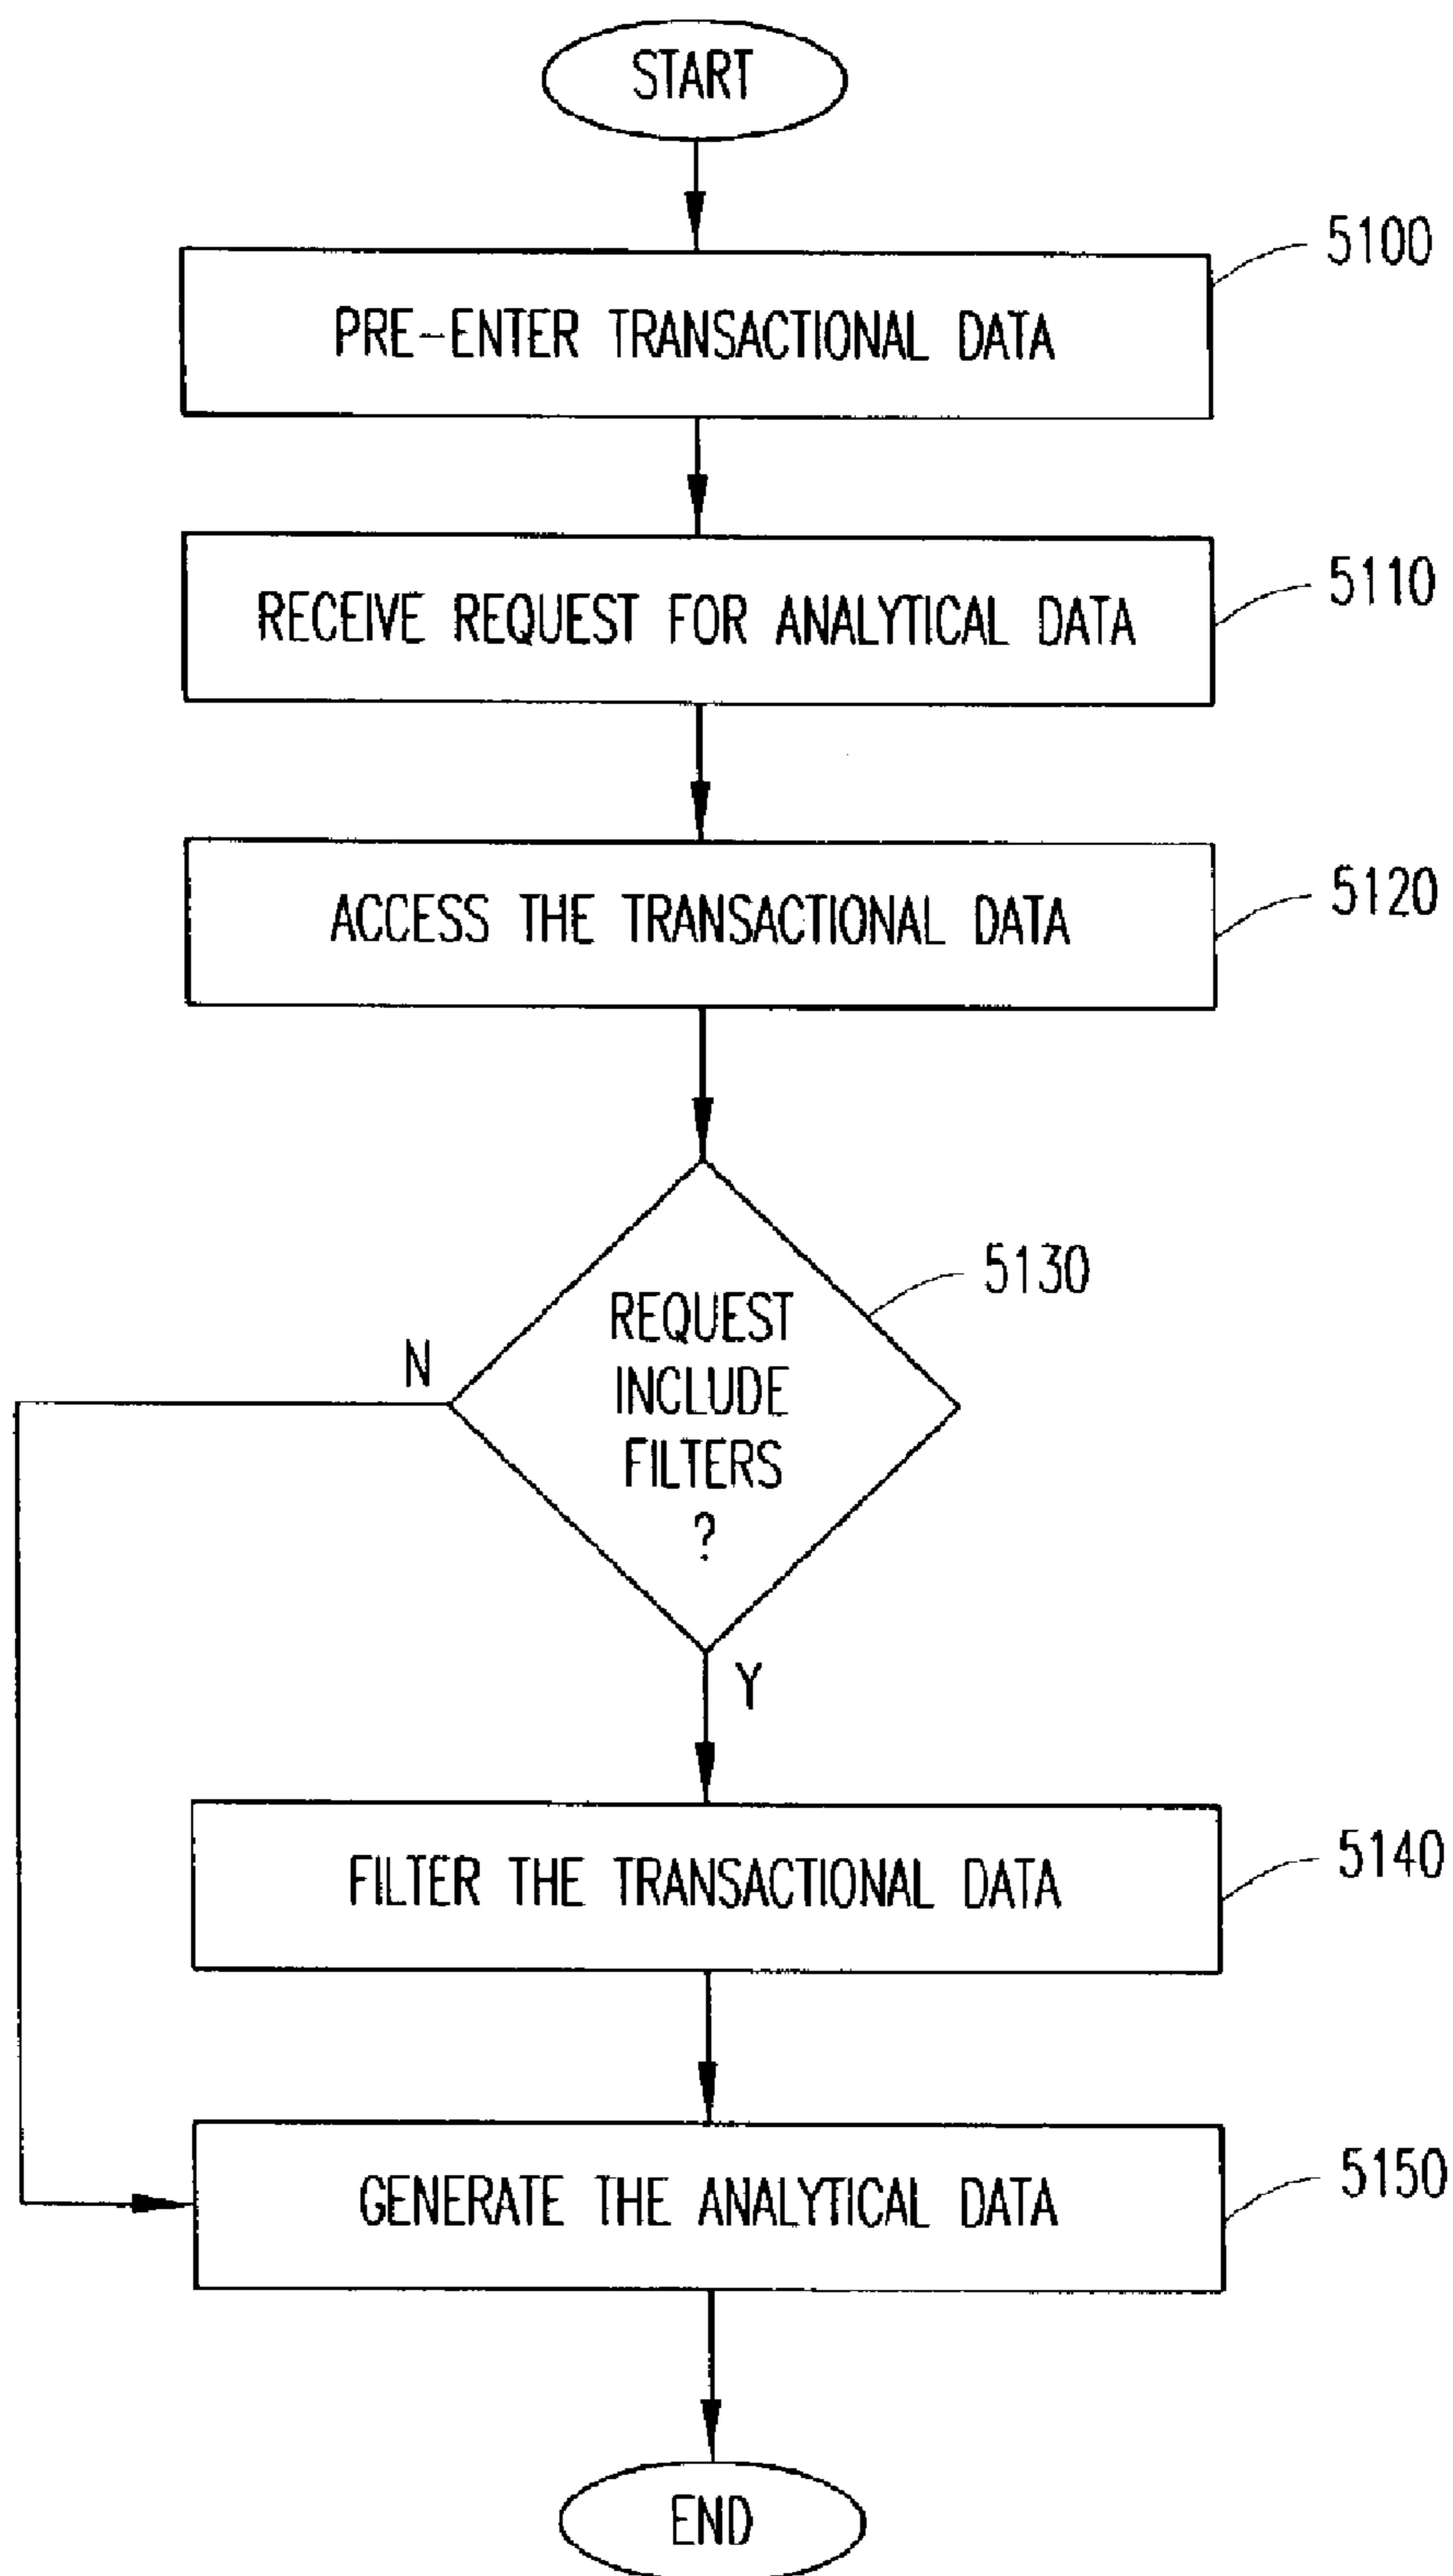 START
PRE-ENTER TRANSACTIONAL DATA
5100
RECEIVE REQUEST FOR ANALYTICAL DATA
5110
ACCESS THE TRANSACTIONAL DATA
5120
REQUEST
INCLUDE
FILTERS
?
5130
N
Y
FILTER THE TRANSACTIONAL DATA
5140
GENERATE THE ANALYTICAL DATA
5150
END